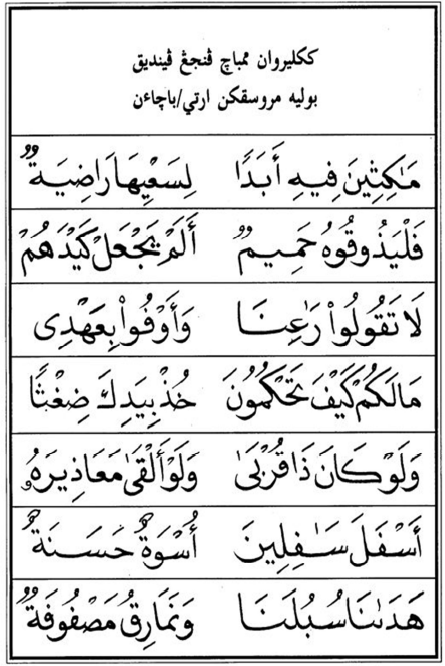 ککليروان ممباچ ڤنجڠ ڤينديق
بوليه مروسقکن ارتي/باچاءن
مَـٰكِثِينَ فِيهِ أَبَدًا لِسَعْيِهَا رَاضِيَةٌ
فَلْيَذُوقُوهُ حَمِيمٌ أَلَمْ يَجْعَلْ كَيْدَهُمْ
لَا تَقُولُوا۟ رَٰعِنَا وَأَوْفُوا۟ بِعَهْدِى
مَا لَكُمْ كَيْفَ تَحْكُمُونَ خُذْ بِيَدِكَ ضِغْثًا
وَلَوْ كَانَ ذَا قُرْبَىٰ وَلَوْ أَلْقَىٰ مَعَاذِيرَهُۥ
أَسْفَلَ سَـٰفِلِينَ أُسْوَةٌ حَسَنَةٌ
هَدَىٰنَا سُبُلَنَا وَنَمَارِقُ مَصْفُوفَةٌ